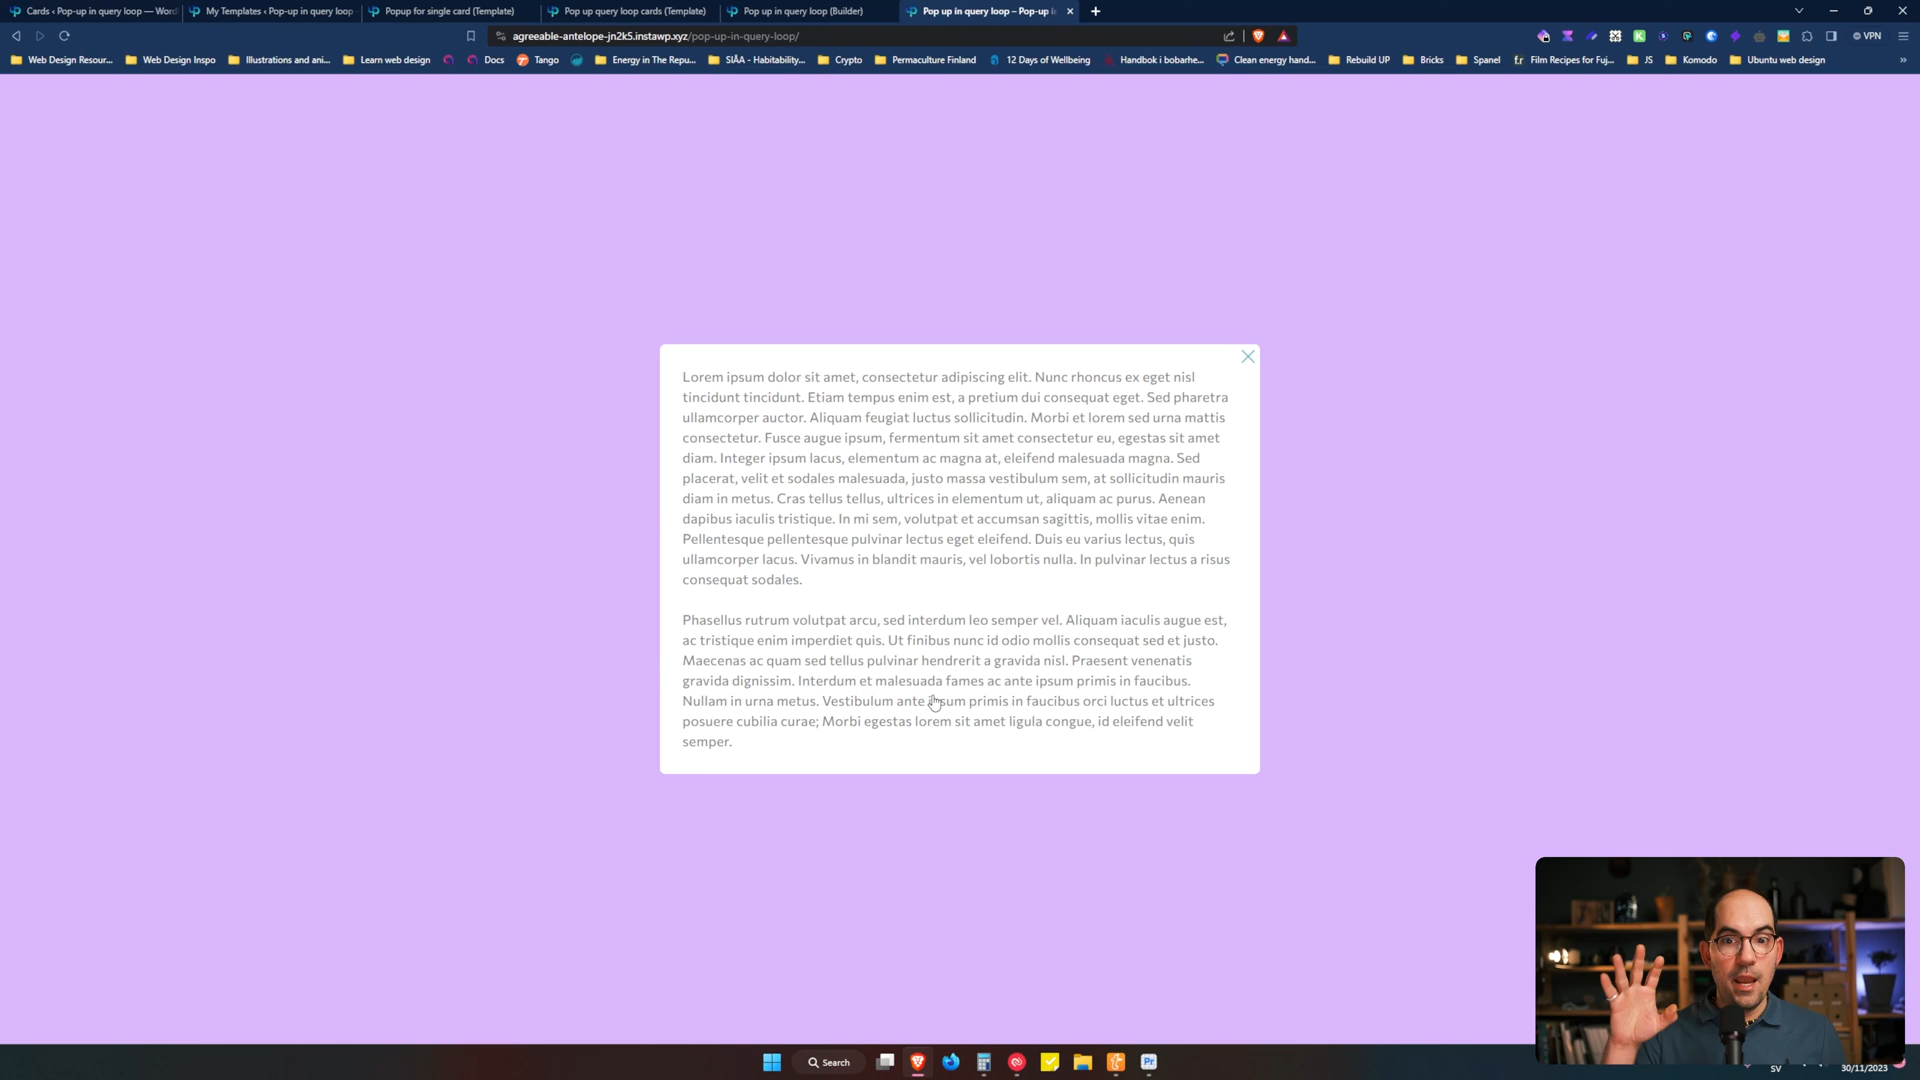 Cards ‹ Pop-up in query loop — Word
My Templates ‹ Pop-up in query loop
Popup for single card (Template)
Pop up query loop cards (Template)
Pop up in query loop (Builder)
Pop up in query loop – Pop-up i
agreeable-antelope-jn2k5.instawp.xyz/pop-up-in-query-loop/
VPN
Web Design Resour...
Web Design Inspo
Illustrations and ani...
Learn web design
Docs
Tango
Energy in The Repu...
SIÅA - Habitability...
Crypto
Permaculture Finland
12 Days of Wellbeing
Handbok i bobarhe...
Clean energy hand...
Rebuild UP
Bricks
Spanel
Film Recipes for Fuj...
JS
Komodo
Ubuntu web design
Lorem ipsum dolor sit amet, consectetur adipiscing elit. Nunc rhoncus ex eget nisl
tincidunt tincidunt. Etiam tempus enim est, a pretium dui consequat eget. Sed pharetra
ullamcorper auctor. Aliquam feugiat luctus sollicitudin. Morbi et lorem sed urna mattis
consectetur. Fusce augue ipsum, fermentum sit amet consectetur eu, egestas sit amet
diam. Integer ipsum lacus, elementum ac magna at, eleifend malesuada magna. Sed
placerat, velit et sodales malesuada, justo massa vestibulum sem, at sollicitudin mauris
diam in metus. Cras tellus tellus, ultrices in elementum ut, aliquam ac purus. Aenean
dapibus iaculis tristique. In mi sem, volutpat et accumsan sagittis, mollis vitae enim.
Pellentesque pellentesque pulvinar lectus eget eleifend. Duis eu varius lectus, quis
ullamcorper lacus. Vivamus in blandit mauris, vel lobortis nulla. In pulvinar lectus a risus
consequat sodales.
Phasellus rutrum volutpat arcu, sed interdum leo semper vel. Aliquam iaculis augue est,
ac tristique enim imperdiet quis. Ut finibus nunc id odio mollis consequat sed et justo.
Maecenas ac quam sed tellus pulvinar hendrerit a gravida nisl. Praesent venenatis
gravida dignissim. Interdum et malesuada fames ac ante ipsum primis in faucibus.
Nullam in urna metus. Vestibulum ante ipsum primis in faucibus orci luctus et ultrices
posuere cubilia curae; Morbi egestas lorem sit amet ligula congue, id eleifend velit
semper.
Search
Pr
SV
30/11/2023